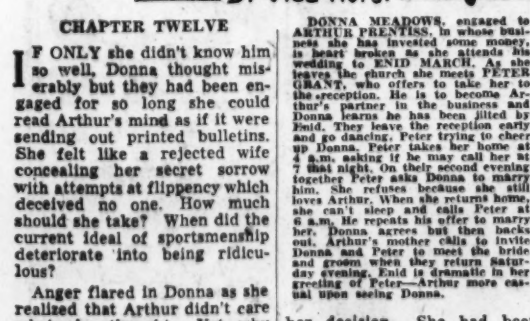 CHAPTER TWELVE
IF ONLY she didn't know him
so well, Donna thought mis-
erably but they had been en-
gaged for so long she could
read Arthur's mind as if it were
sending out printed bulletins.
She felt like a rejected wife
concealing her secret sorrow
with attempts at flippency which
deceived no one. How much
should she take? When did the
current ideal of sportsmenship
deteriorate into being ridicu-
lous?
Anger flared in Donna as she
realized that Arthur didn't care
DONNA MEADOWS, engaged to
ARTHUR PRENTISS, in whose busi-
ness she has invested some money,
is heart broken as she attends his
wedding to ENID MARCH. As she
leaves the church she meets PETER
GRANT, who offers to take her to
the reception. He is to become Ar-
thur's partner in the business and
Donna learns he has been jilted by
Enid. They leave the reception early
and go dancing, Peter trying to cheer
up Donna. Peter takes her home at
4 a.m. asking if he may call her at
7 that night. On their second evening
together Peter asks Donna to marry
him. She refuses because she still
loves Arthur. When she returns home,
she can't sleep and calls Peter at
6 a.m. He repeats his offer to marry
her. Donna agrees but then backs
out. Arthur's mother calls to invite
Donna and Peter to meet the bride
and groom when they return Satur-
day evening. Enid is dramatic in her
greeting of Peter—Arthur more cas-
ual upon seeing Donna.
her decision. She had been